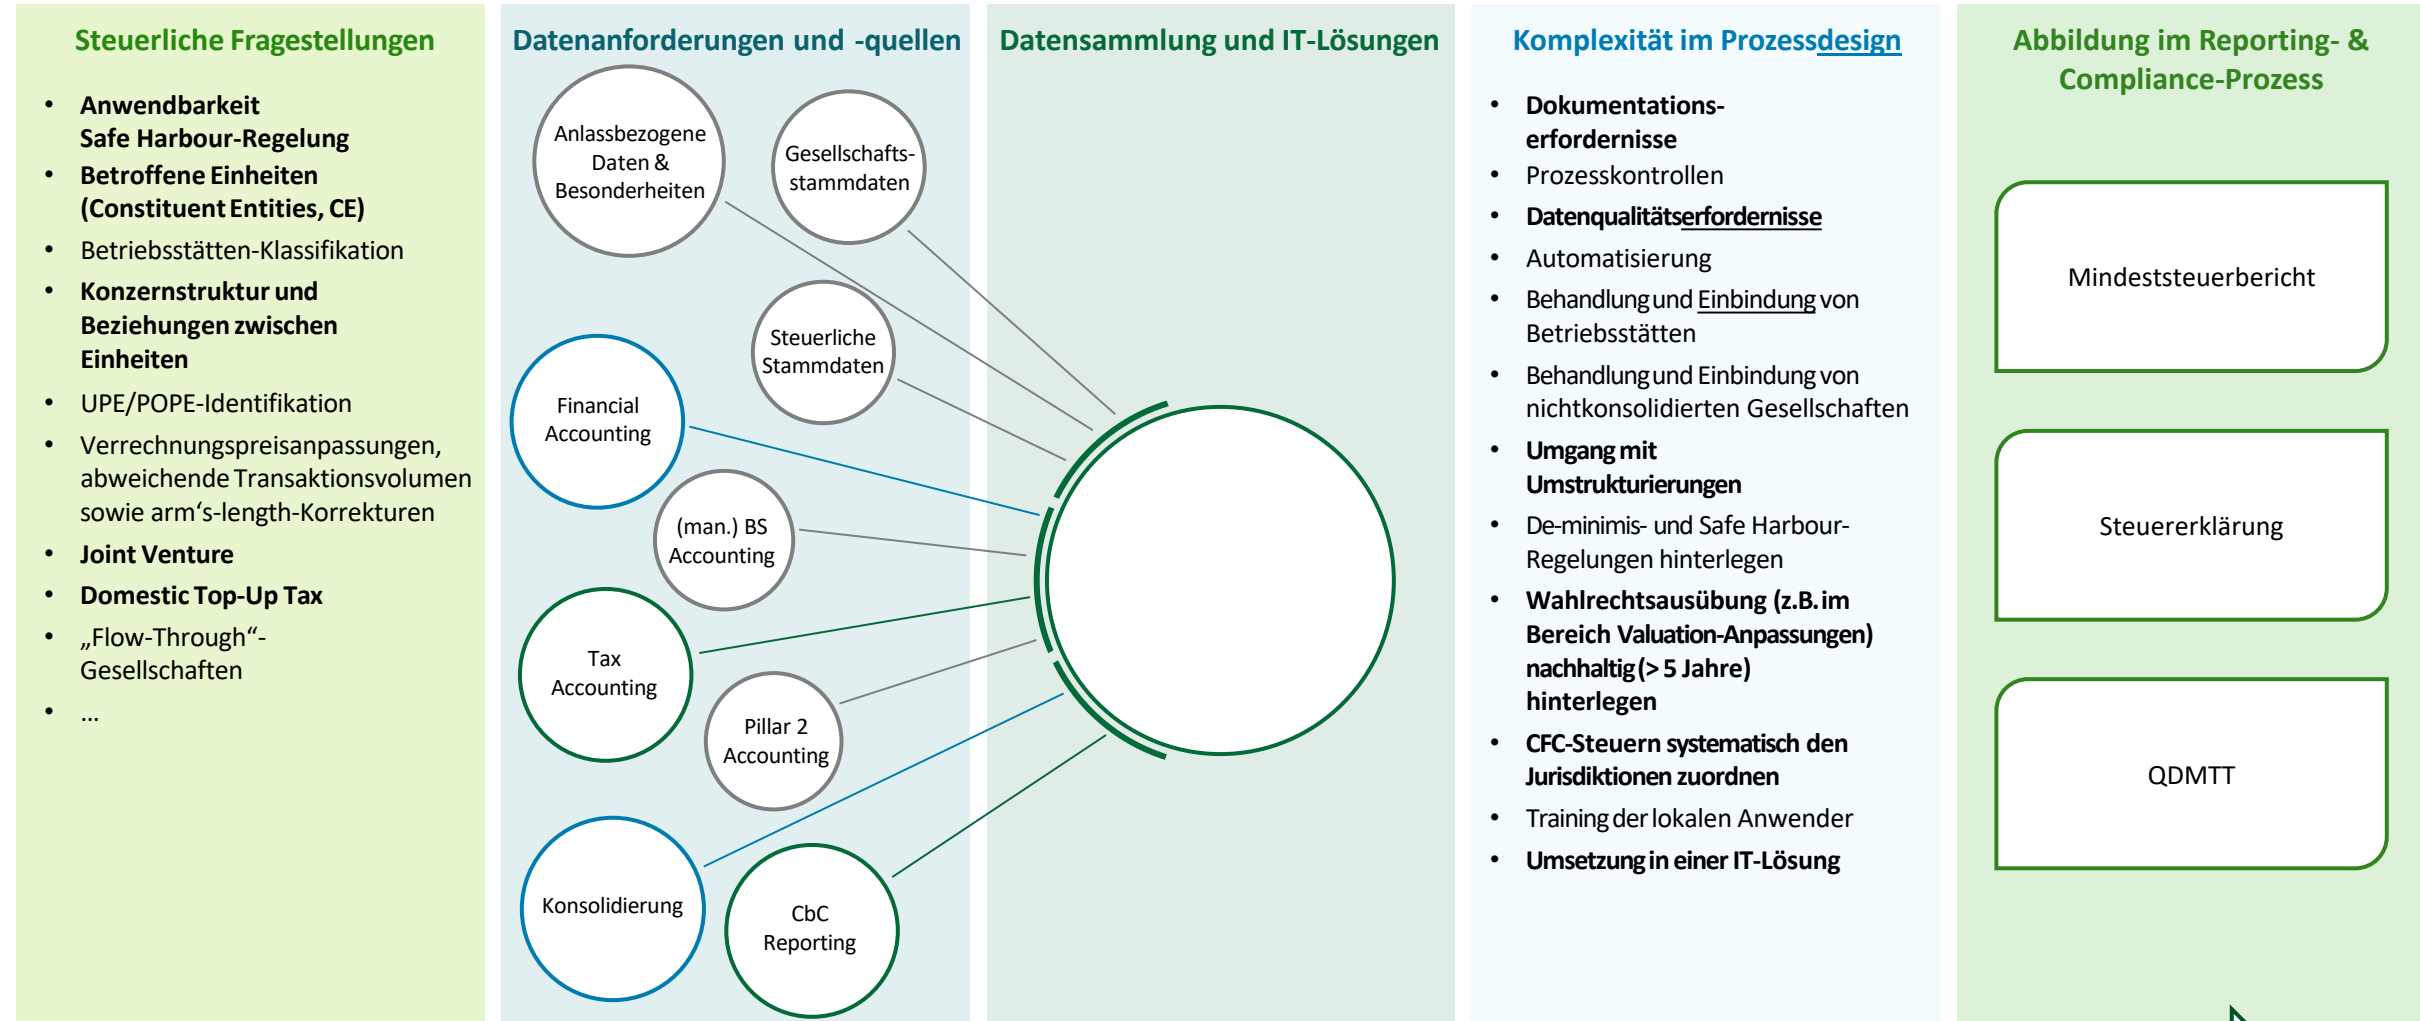 Steuerliche Fragestellungen
• Anwendbarkeit
Safe Harbour-Regelung
• Betroffene Einheiten
(Constituent Entities, CE)
• Betriebsstätten-Klassifikation
• Konzernstruktur und
Beziehungen zwischen
Einheiten
• UPE/POPE-Identifikation
• Verrechnungspreisanpassungen,
abweichende Transaktionsvolumen
sowie arm‘s-length-Korrekturen
• Joint Venture
• Domestic Top-Up Tax
• „Flow-Through“-
Gesellschaften
• …
Datenanforderungen und -quellen
Anlassbezogene
Daten &
Besonderheiten
Gesellschafts-
stammdaten
Steuerliche
Stammdaten
Financial
Accounting
(man.) BS
Accounting
Tax
Accounting
Pillar 2
Accounting
Konsolidierung
CbC
Reporting
Datensammlung und IT-Lösungen
Komplexität im Prozessdesign
• Dokumentations-
erfordernisse
• Prozesskontrollen
• Datenqualitätserfordernisse
• Automatisierung
• Behandlung und Einbindung von
Betriebsstätten
• Behandlung und Einbindung von
nichtkonsolidierten Gesellschaften
• Umgang mit
Umstrukturierungen
• De-minimis- und Safe Harbour-
Regelungen hinterlegen
• Wahlrechtsausübung (z.B. im
Bereich Valuation-Anpassungen)
nachhaltig (> 5 Jahre)
hinterlegen
• CFC-Steuern systematisch den
Jurisdiktionen zuordnen
• Training der lokalen Anwender
• Umsetzung in einer IT-Lösung
Abbildung im Reporting- &
Compliance-Prozess
Mindeststeuerbericht
Steuererklärung
QDMTT